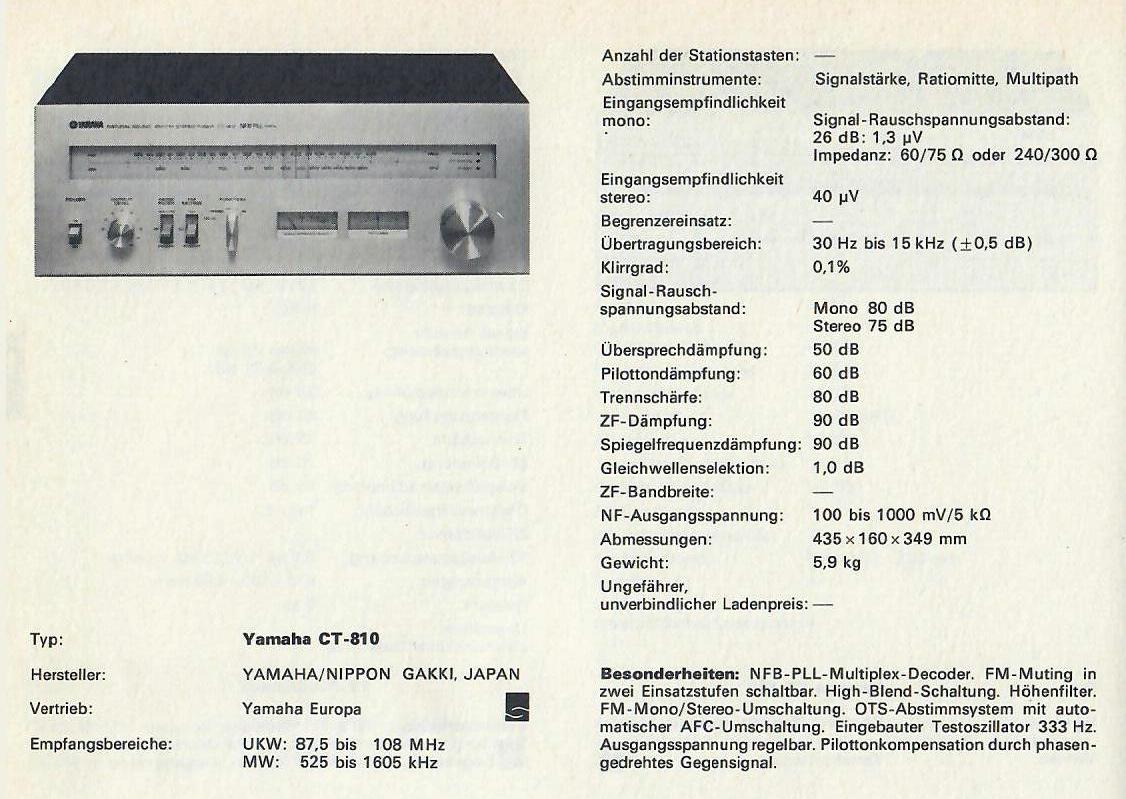 YAMAHA NATURAL SOUND
Typ: Yamaha CT-810
Hersteller: YAMAHA/NIPPON GAKKI, JAPAN
Vertrieb: Yamaha Europa
Empfangsbereiche: UKW: 87,5 bis 108 MHz
MW: 525 bis 1605 kHz
Anzahl der Stationstasten: —
Abstimminstrumente: Signalstärke, Ratiomitte, Multipath
Eingangsempfindlichkeit
mono: Signal-Rauschspannungsabstand:
26 dB: 1,3 µV
Impedanz: 60/75 Ω oder 240/300 Ω
Eingangsempfindlichkeit
stereo: 40 µV
Begrenzereinsatz: —
Übertragungsbereich: 30 Hz bis 15 kHz (±0,5 dB)
Klirrgrad: 0,1%
Signal-Rausch-
spannungsabstand: Mono 80 dB
Stereo 75 dB
Übersprechdämpfung: 50 dB
Pilottondämpfung: 60 dB
Trennschärfe: 80 dB
ZF-Dämpfung: 90 dB
Spiegelfrequenzdämpfung: 90 dB
Gleichwellenselektion: 1,0 dB
ZF-Bandbreite: —
NF-Ausgangsspannung: 100 bis 1000 mV/5 kΩ
Abmessungen: 435 × 160 × 349 mm
Gewicht: 5,9 kg
Ungefährer,
unverbindlicher Ladenpreis: —
Besonderheiten: NFB-PLL-Multiplex-Decoder. FM-Muting in
zwei Einsatzstufen schaltbar. High-Blend-Schaltung. Höhenfilter.
FM-Mono/Stereo-Umschaltung. OTS-Abstimmsystem mit auto-
matischer AFC-Umschaltung. Eingebauter Testoszillator 333 Hz.
Ausgangsspannung regelbar. Pilottonkompensation durch phasen-
gedrehtes Gegensignal.